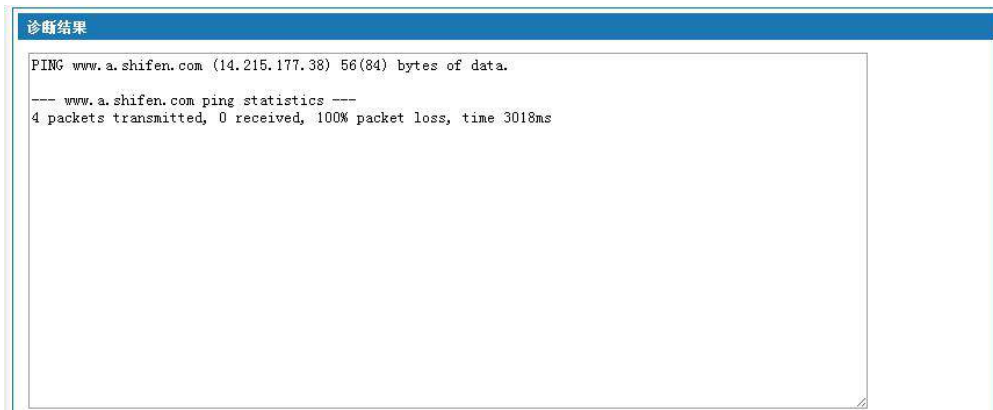 诊断结果
PING www.a.shifen.com (14.215.177.38) 56(84) bytes of data.
--- www.a.shifen.com ping statistics ---
4 packets transmitted, 0 received, 100% packet loss, time 3018ms